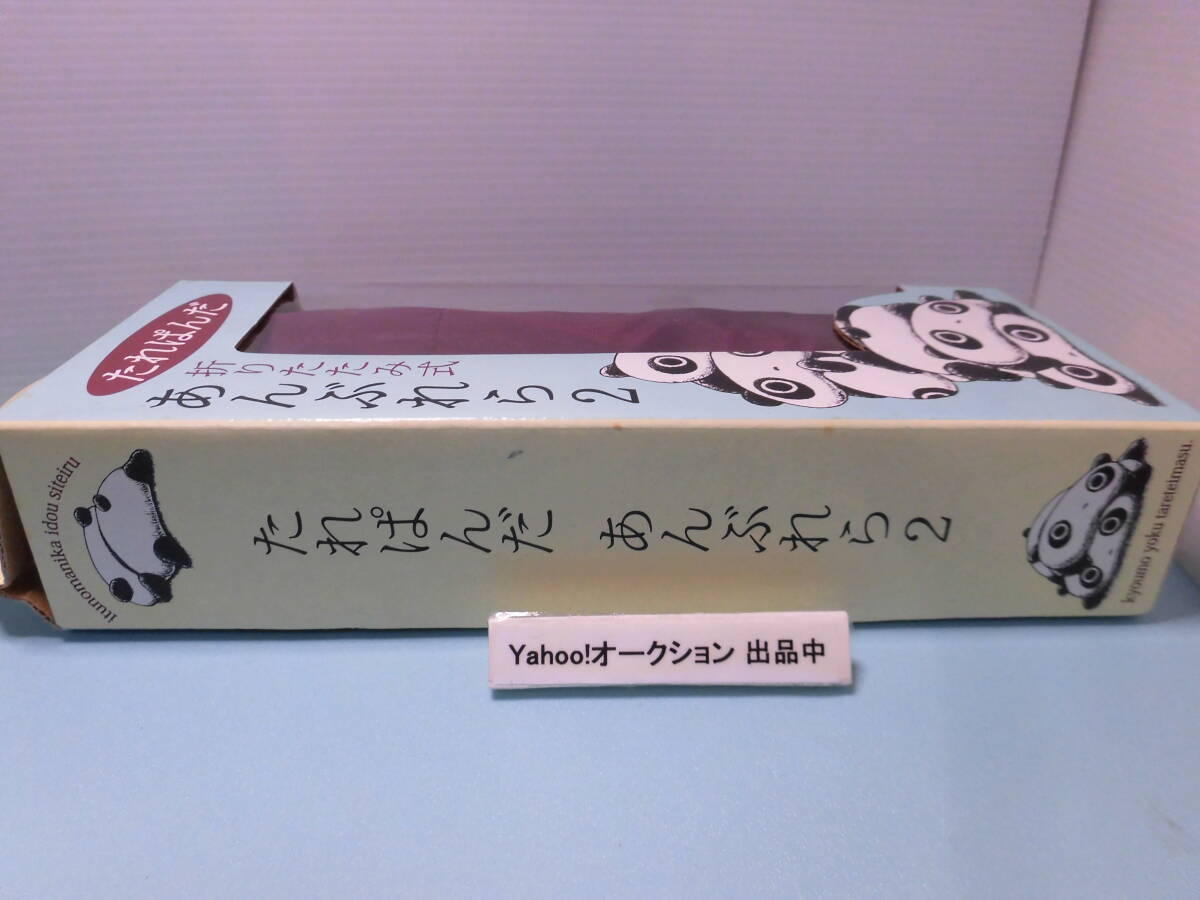 たれぱんだ
折りたたみ式
あんぶれら2
Itunomanika idou siteiru
たれぱんだ あんぶれら2
kyoumo yoku tareteimasu.
Yahoo!オークション 出品中